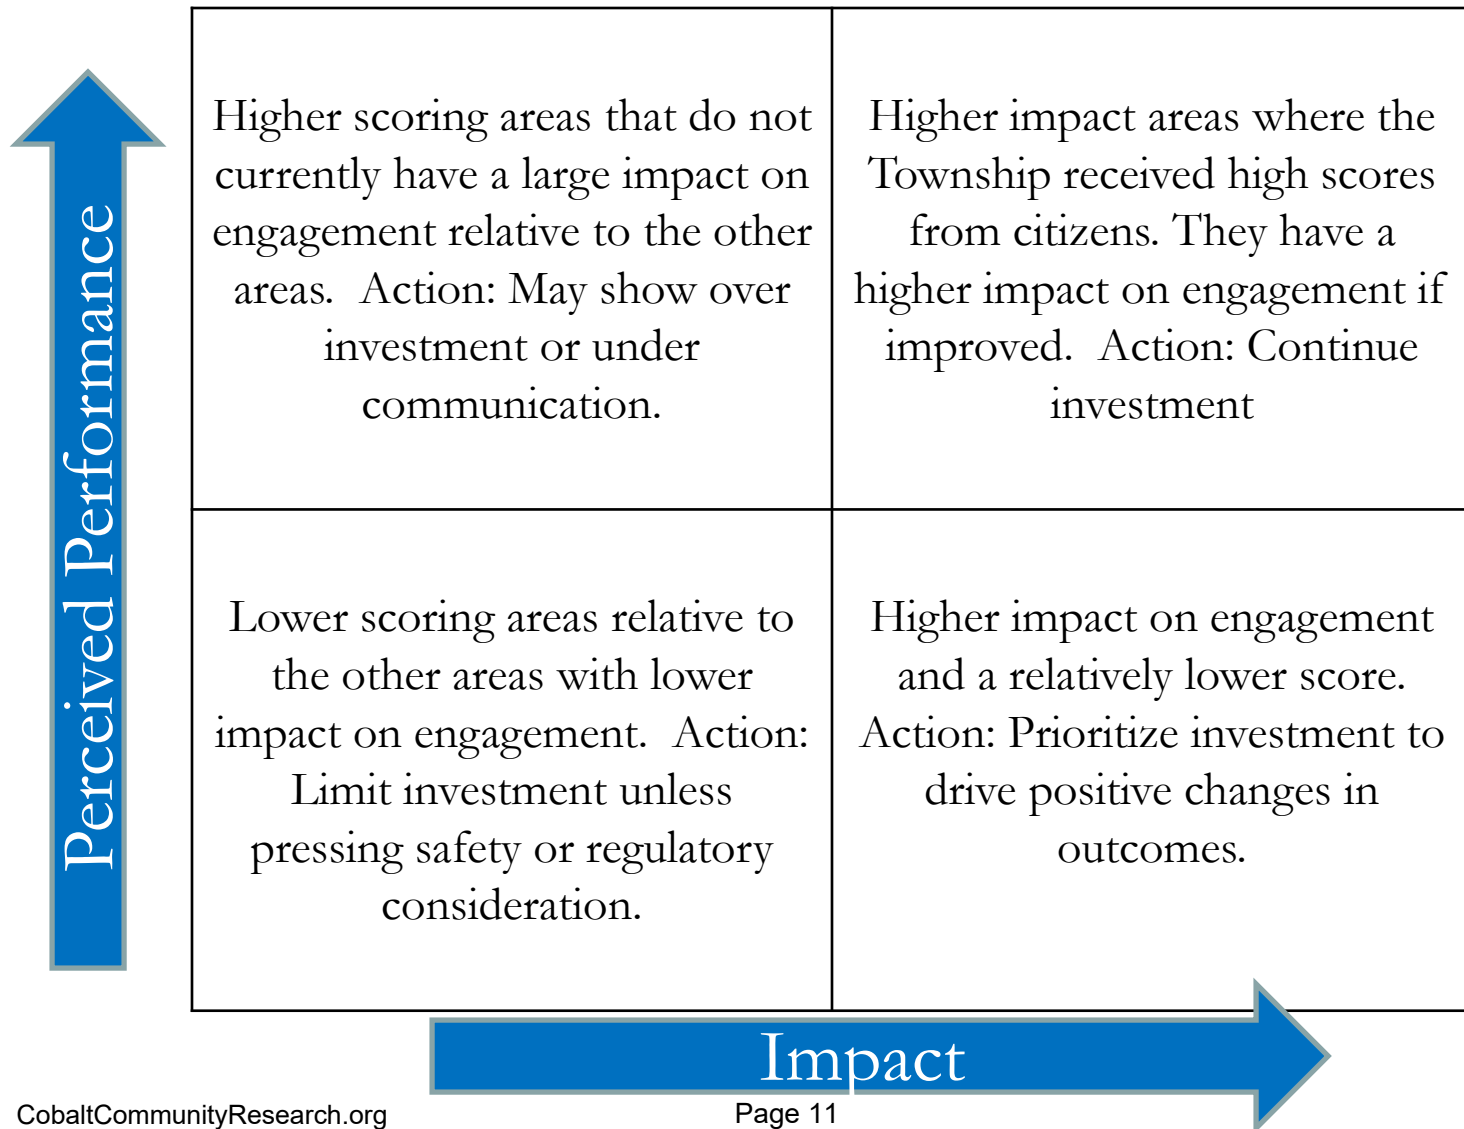 Perceived Performance
Higher scoring areas that do not
currently have a large impact on
engagement relative to the other
areas.  Action: May show over
investment or under
communication.
Higher impact areas where the
Township received high scores
from citizens. They have a
higher impact on engagement if
improved.  Action: Continue
investment
Lower scoring areas relative to
the other areas with lower
impact on engagement.  Action:
Limit investment unless
pressing safety or regulatory
consideration.
Higher impact on engagement
and a relatively lower score.
Action: Prioritize investment to
drive positive changes in
outcomes.
Impact
CobaltCommunityResearch.org
Page 11